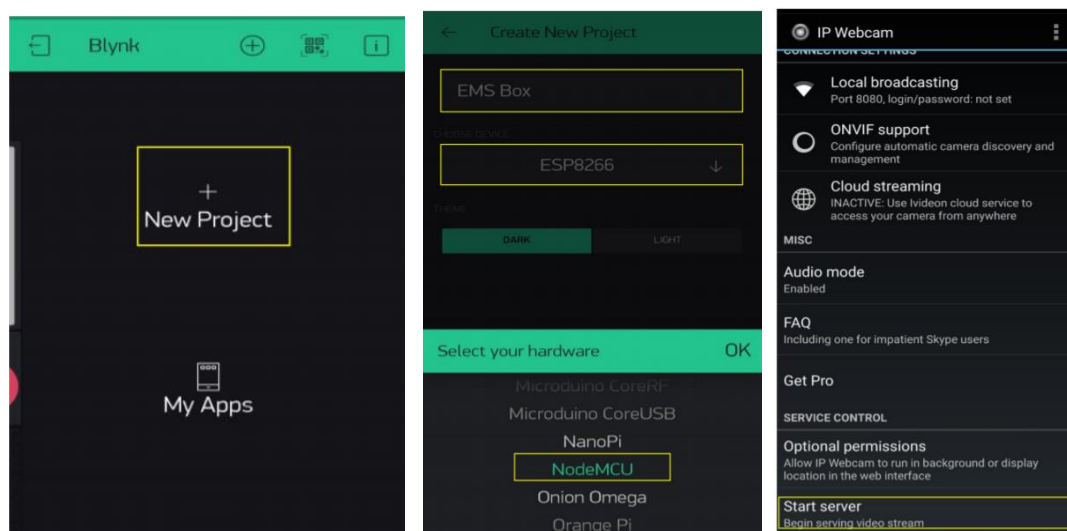 Blynk
+
New Project
My Apps
Create New Project
EMS Box
CHOOSE DEVICE
ESP8266
THEME
DARK LIGHT
Select your hardware OK
Microduino CoreRF
Microduino CoreUSB
NanoPi
NodeMCU
Onion Omega
Orange Pi
IP Webcam
CONNECTION SETTINGS
Local broadcasting
Port 8080, login/password: not set
ONVIF support
Configure automatic camera discovery and
management
Cloud streaming
INACTIVE: Use Ivideon cloud service to
access your camera from anywhere
MISC
Audio mode
Enabled
FAQ
Including one for impatient Skype users
Get Pro
SERVICE CONTROL
Optional permissions
Allow IP Webcam to run in background or display
location in the web interface
Start server
Begin serving video stream